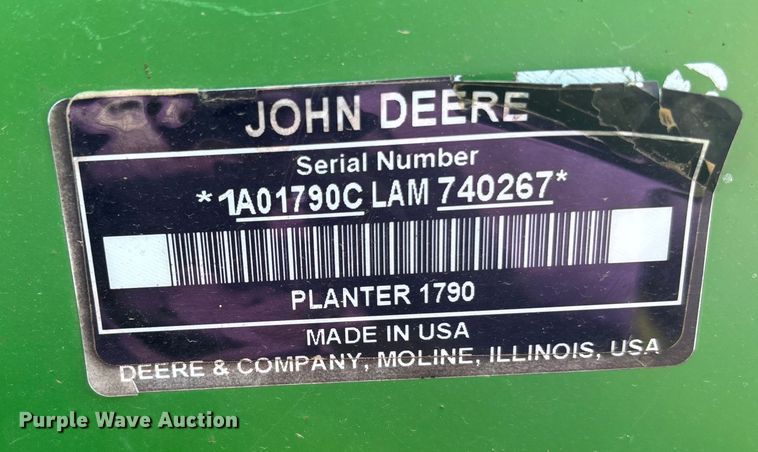 JOHN DEERE
Serial Number
*1A01790C LAM 740267*
PLANTER 1790
MADE IN USA
DEERE & COMPANY, MOLINE, ILLINOIS, USA
Purple Wave Auction